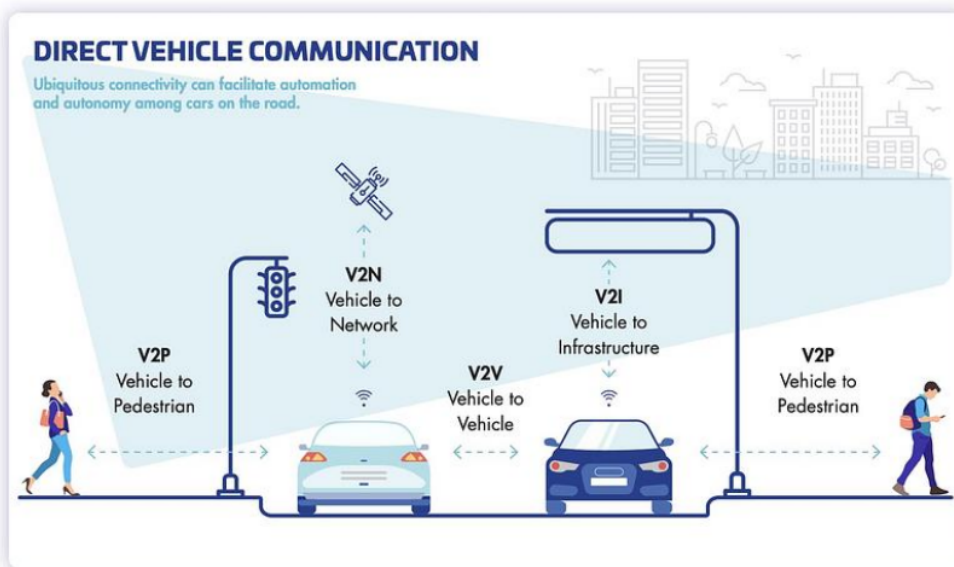 DIRECT VEHICLE COMMUNICATION
Ubiquitous connectivity can facilitate automation
and autonomy among cars on the road.
V2N
Vehicle to
Network
V2I
Vehicle to
Infrastructure
V2P
Vehicle to
Pedestrian
V2V
Vehicle to
Vehicle
V2P
Vehicle to
Pedestrian